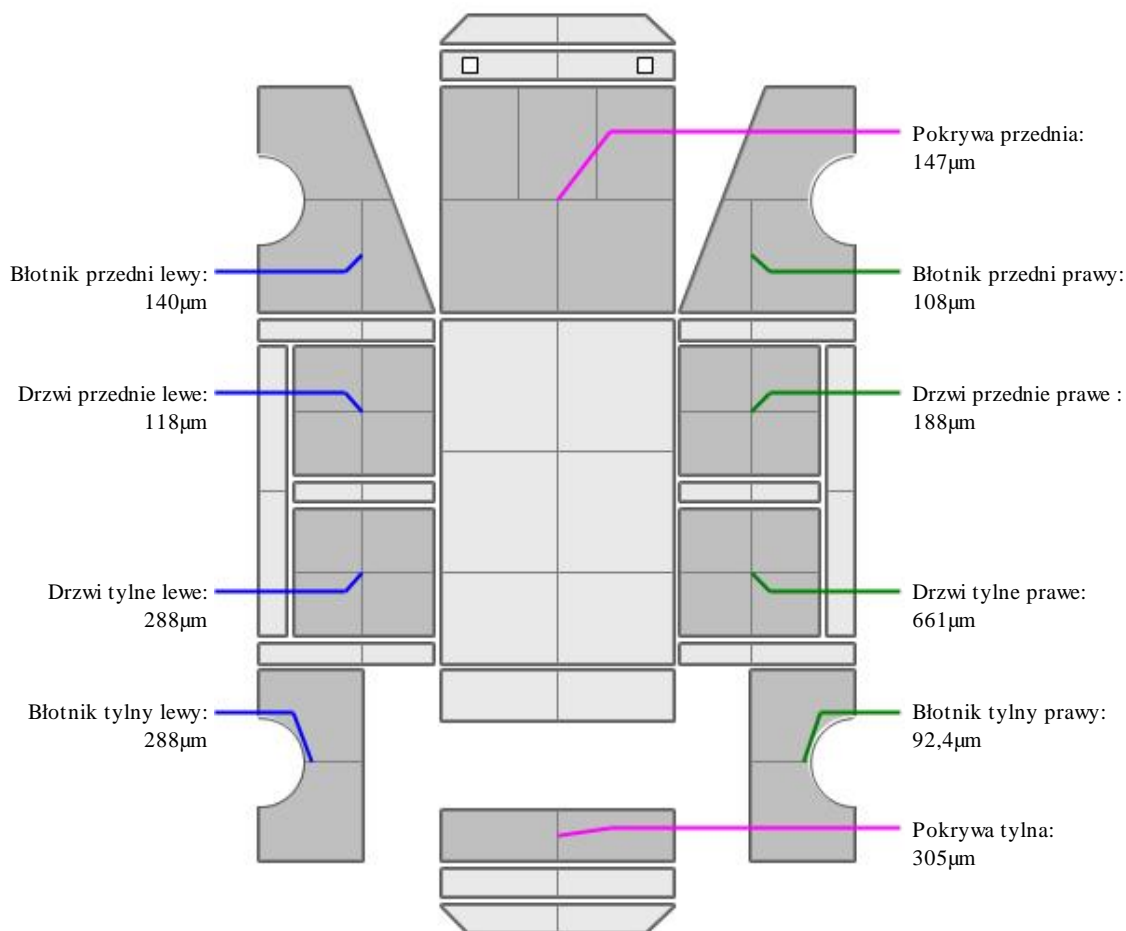 Pokrywa przednia:
147µm
Błotnik przedni lewy:
140µm
Błotnik przedni prawy:
108µm
Drzwi przednie lewe:
118µm
Drzwi przednie prawe :
188µm
Drzwi tylne lewe:
288µm
Drzwi tylne prawe:
661µm
Błotnik tylny lewy:
288µm
Błotnik tylny prawy:
92,4µm
Pokrywa tylna:
305µm